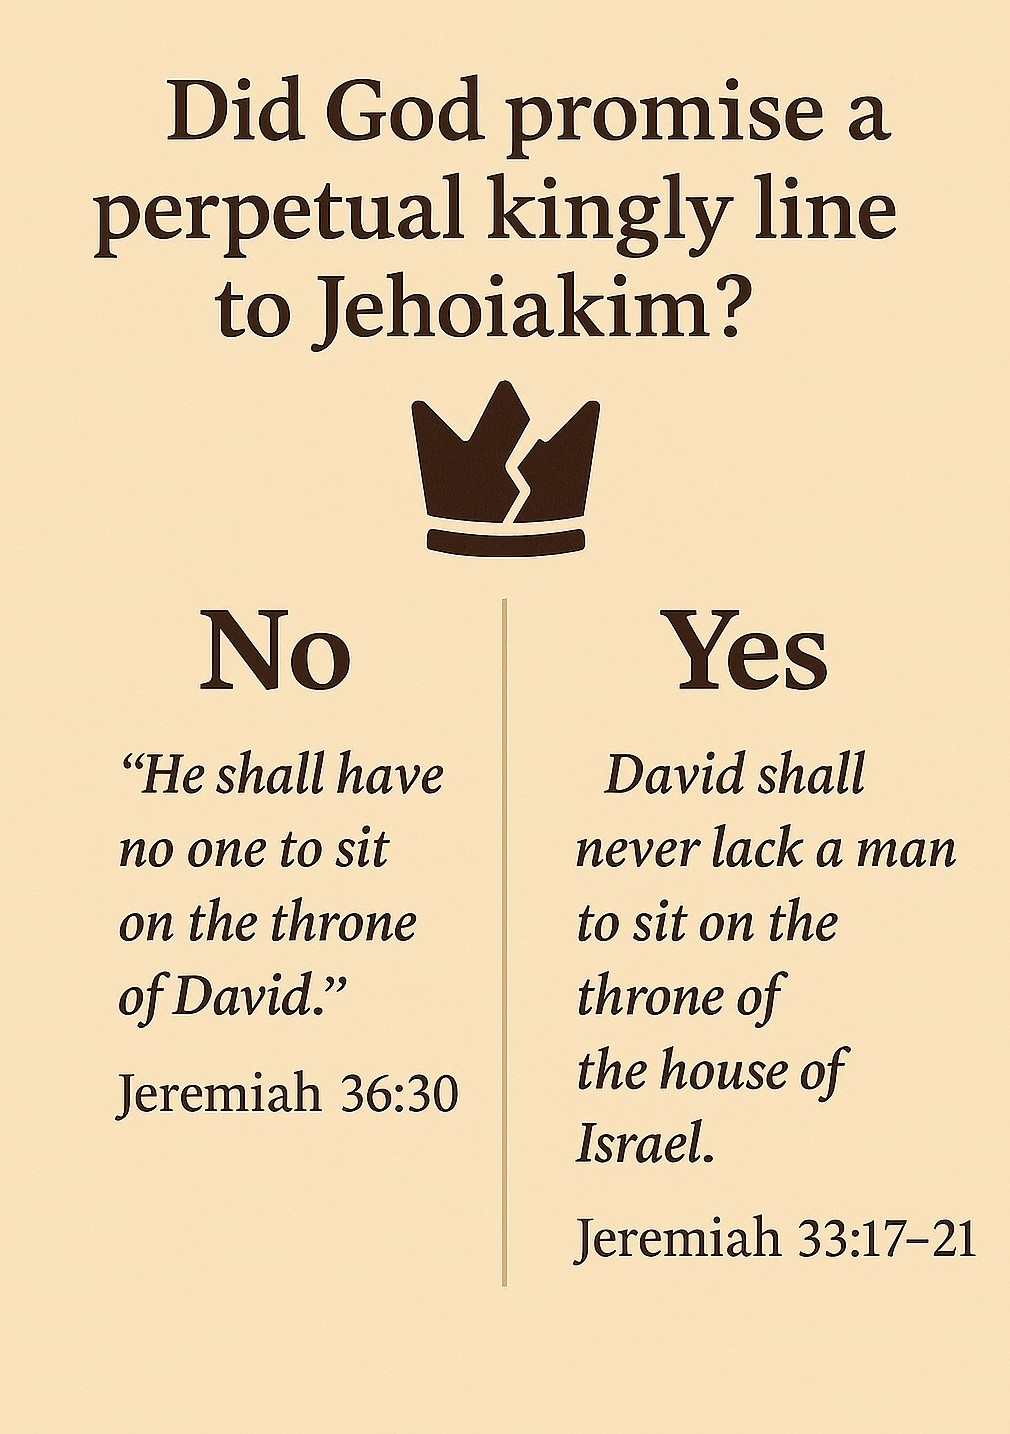 Did God promise a
perpetual kingly line
to Jehoiakim?
No
“He shall have
no one to sit
on the throne
of David.”
Jeremiah 36:30
Yes
David shall
never lack a man
to sit on the
throne of
the house of
Israel.
Jeremiah 33:17–21